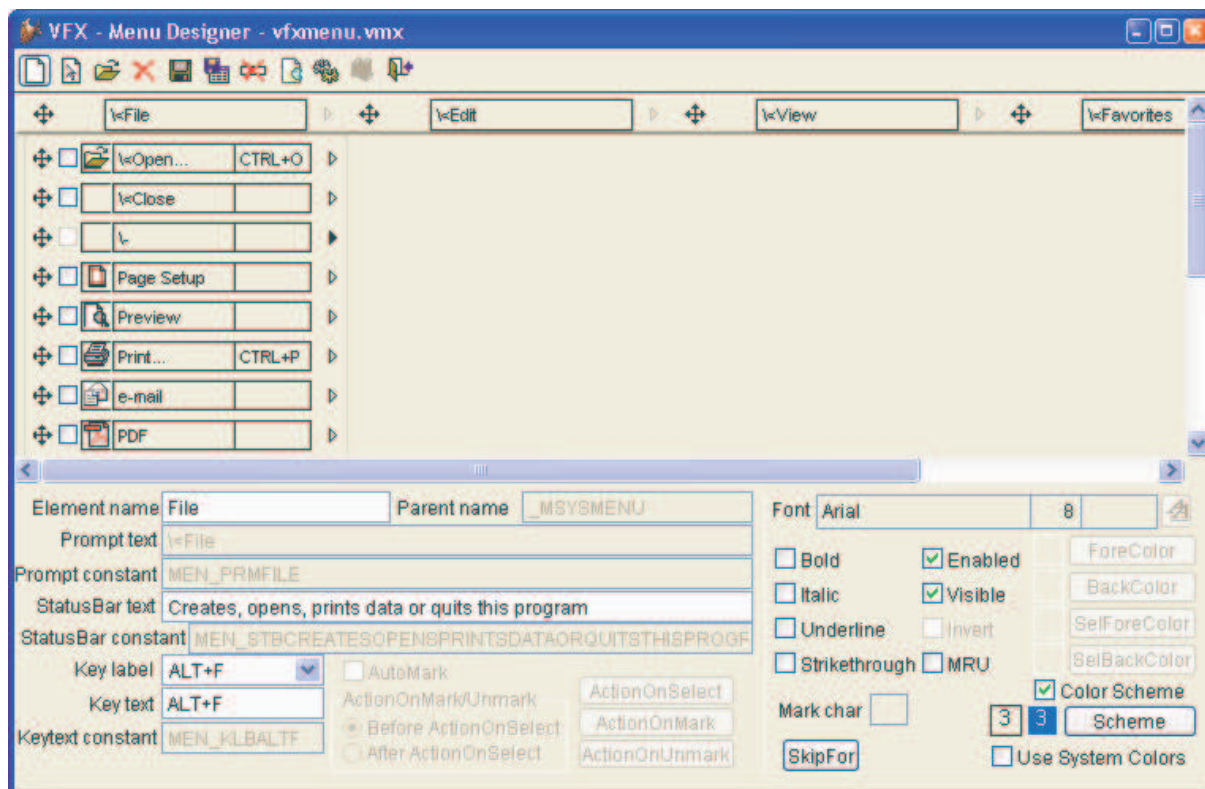 VFX - Menu Designer - vfxmenu.vmx
\<File \<Edit \<View \<Favorites
\<Open... CTRL+O
\<Close
\-
Page Setup
Preview
Print... CTRL+P
e-mail
PDF
Element name File Parent name _MSYSMENU
Prompt text \<File
Prompt constant MEN_PRMFILE
StatusBar text Creates, opens, prints data or quits this program
StatusBar constant MEN_STBCREATESOPENSPRINTSDATAORQUITSTHISPROGF
Key label ALT+F
Key text ALT+F
Keytext constant MEN_KLBALTF
AutoMark
ActionOnMark/Unmark
Before ActionOnSelect
After ActionOnSelect
ActionOnSelect
ActionOnMark
ActionOnUnmark
Font Arial 8
Bold Enabled
Italic Visible
Underline Invert
Strikethrough MRU
ForeColor
BackColor
SelForeColor
SelBackColor
Mark char
Color Scheme
3 3 Scheme
SkipFor
Use System Colors